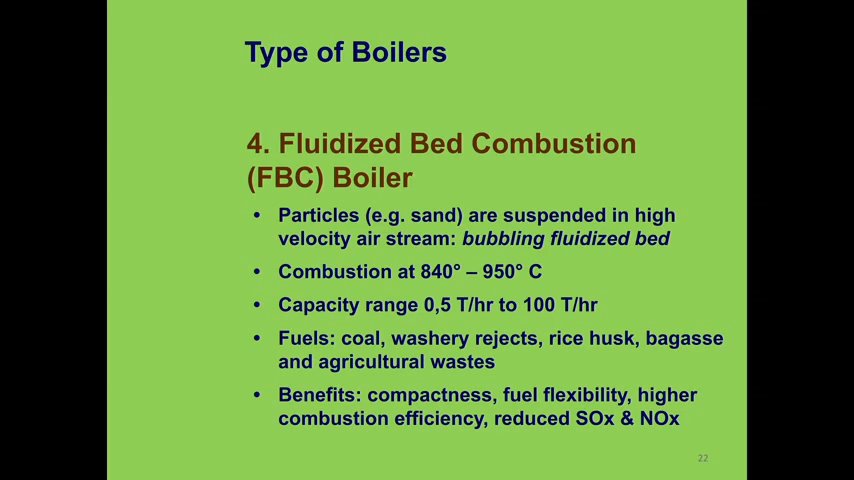 Type of Boilers
4. Fluidized Bed Combustion
(FBC) Boiler
• Particles (e.g. sand) are suspended in high
velocity air stream: bubbling fluidized bed
• Combustion at 840° – 950° C
• Capacity range 0,5 T/hr to 100 T/hr
• Fuels: coal, washery rejects, rice husk, bagasse
and agricultural wastes
• Benefits: compactness, fuel flexibility, higher
combustion efficiency, reduced SOx & NOx
22